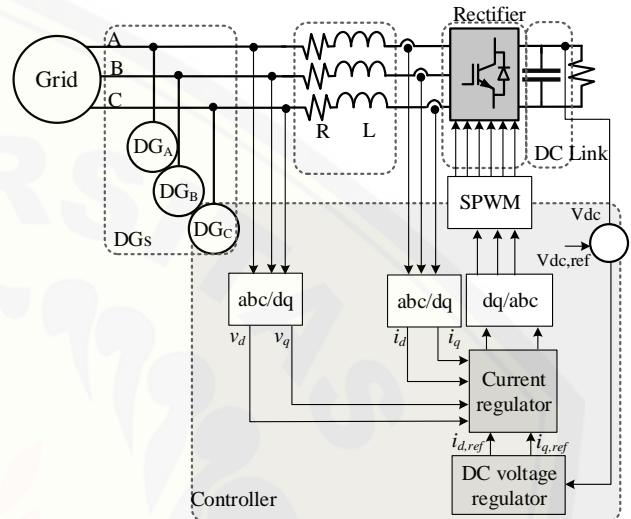 Rectifier
A
B
C
Grid
R
L
DC Link
DG_A
DG_B
DG_C
DGs
SPWM
Vdc
Vdc,ref
abc/dq
abc/dq
dq/abc
v_d
v_q
i_d
i_q
Current
regulator
i_d,ref
i_q,ref
DC voltage
regulator
Controller